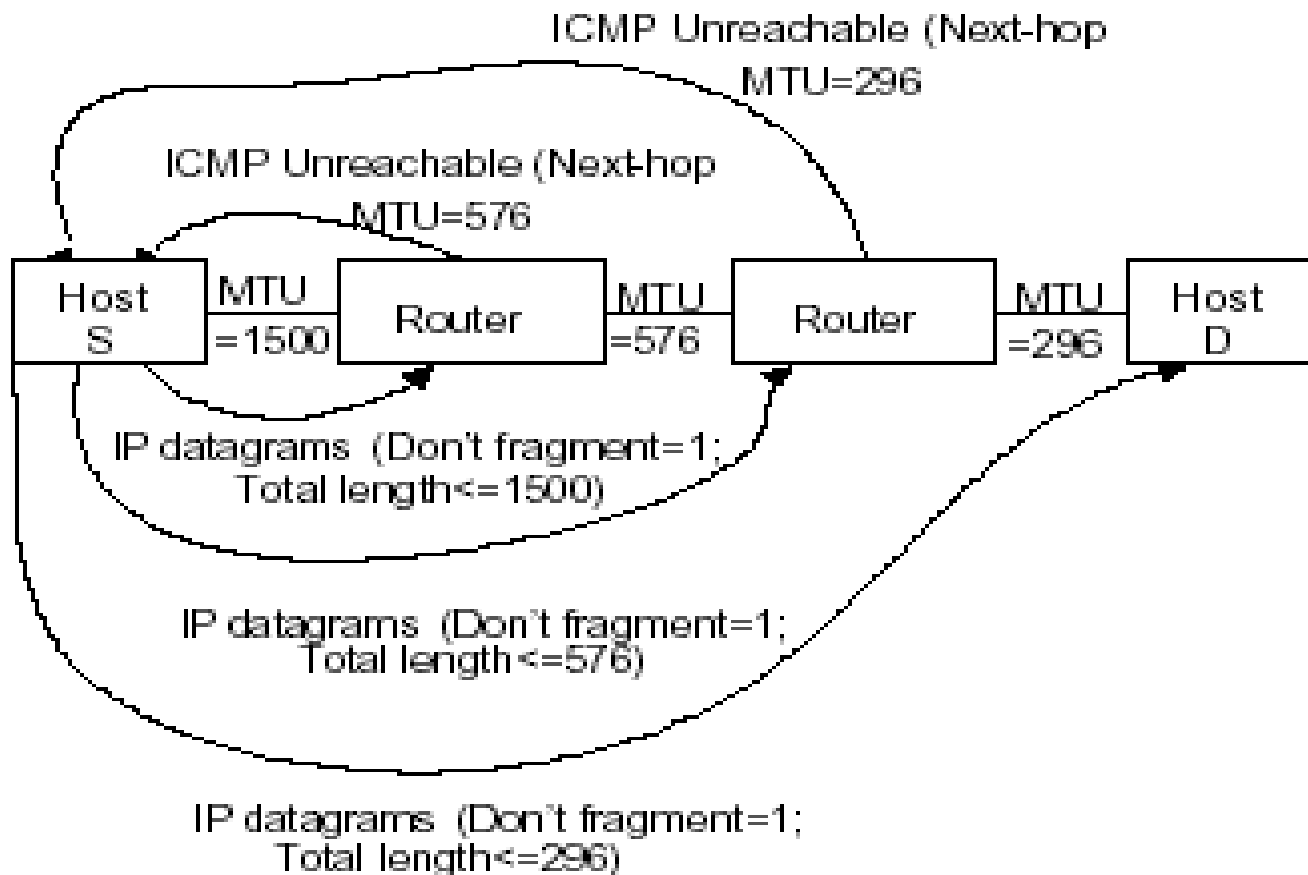 ICMP Unreachable (Next-hop
MTU=296
ICMP Unreachable (Next-hop
MTU=576
Host
S
MTU
=1500
Router
MTU
=576
Router
MTU
=296
Host
D
IP datagrams (Don't fragment=1;
Total length<=1500)
IP datagrams (Don't fragment=1;
Total length<=576)
IP datagrams (Don't fragment=1;
Total length<=296)